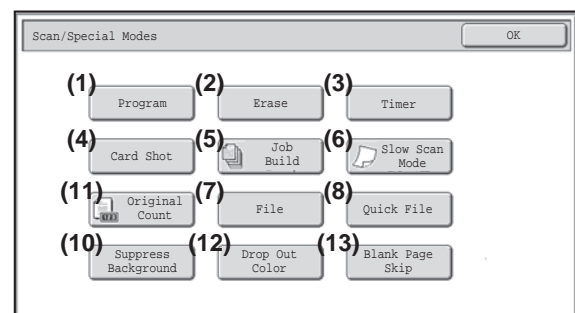 Scan/Special Modes
OK
(1) Program
(2) Erase
(3) Timer
(4) Card Shot
(5) Job
Build
(6) Slow Scan
Mode
(11) Original
Count
(7) File
(8) Quick File
(10) Suppress
Background
(12) Drop Out
Color
(13) Blank Page
Skip